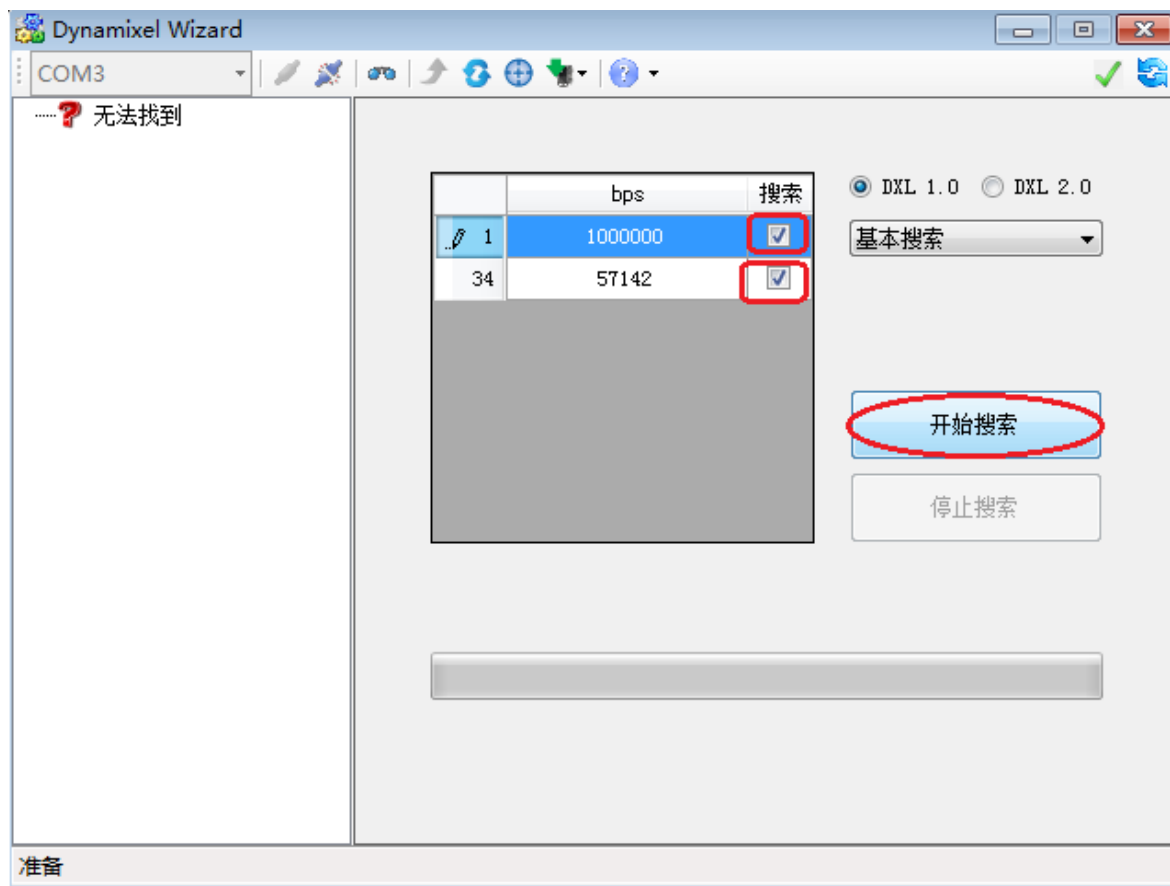 Dynamixel Wizard
COM3
无法找到
bps 搜索
1 1000000
34 57142
DXL 1.0 DXL 2.0
基本搜索
开始搜索
停止搜索
准备